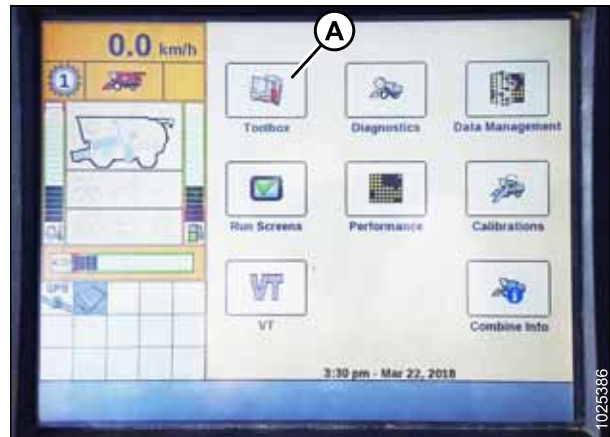 A
0.0 km/h
1
Toolbox
Diagnostics
Data Management
Run Screens
Performance
Calibrations
GPS
VT
VT
Combine Info
3:30 pm - Mar 22, 2018
1025386